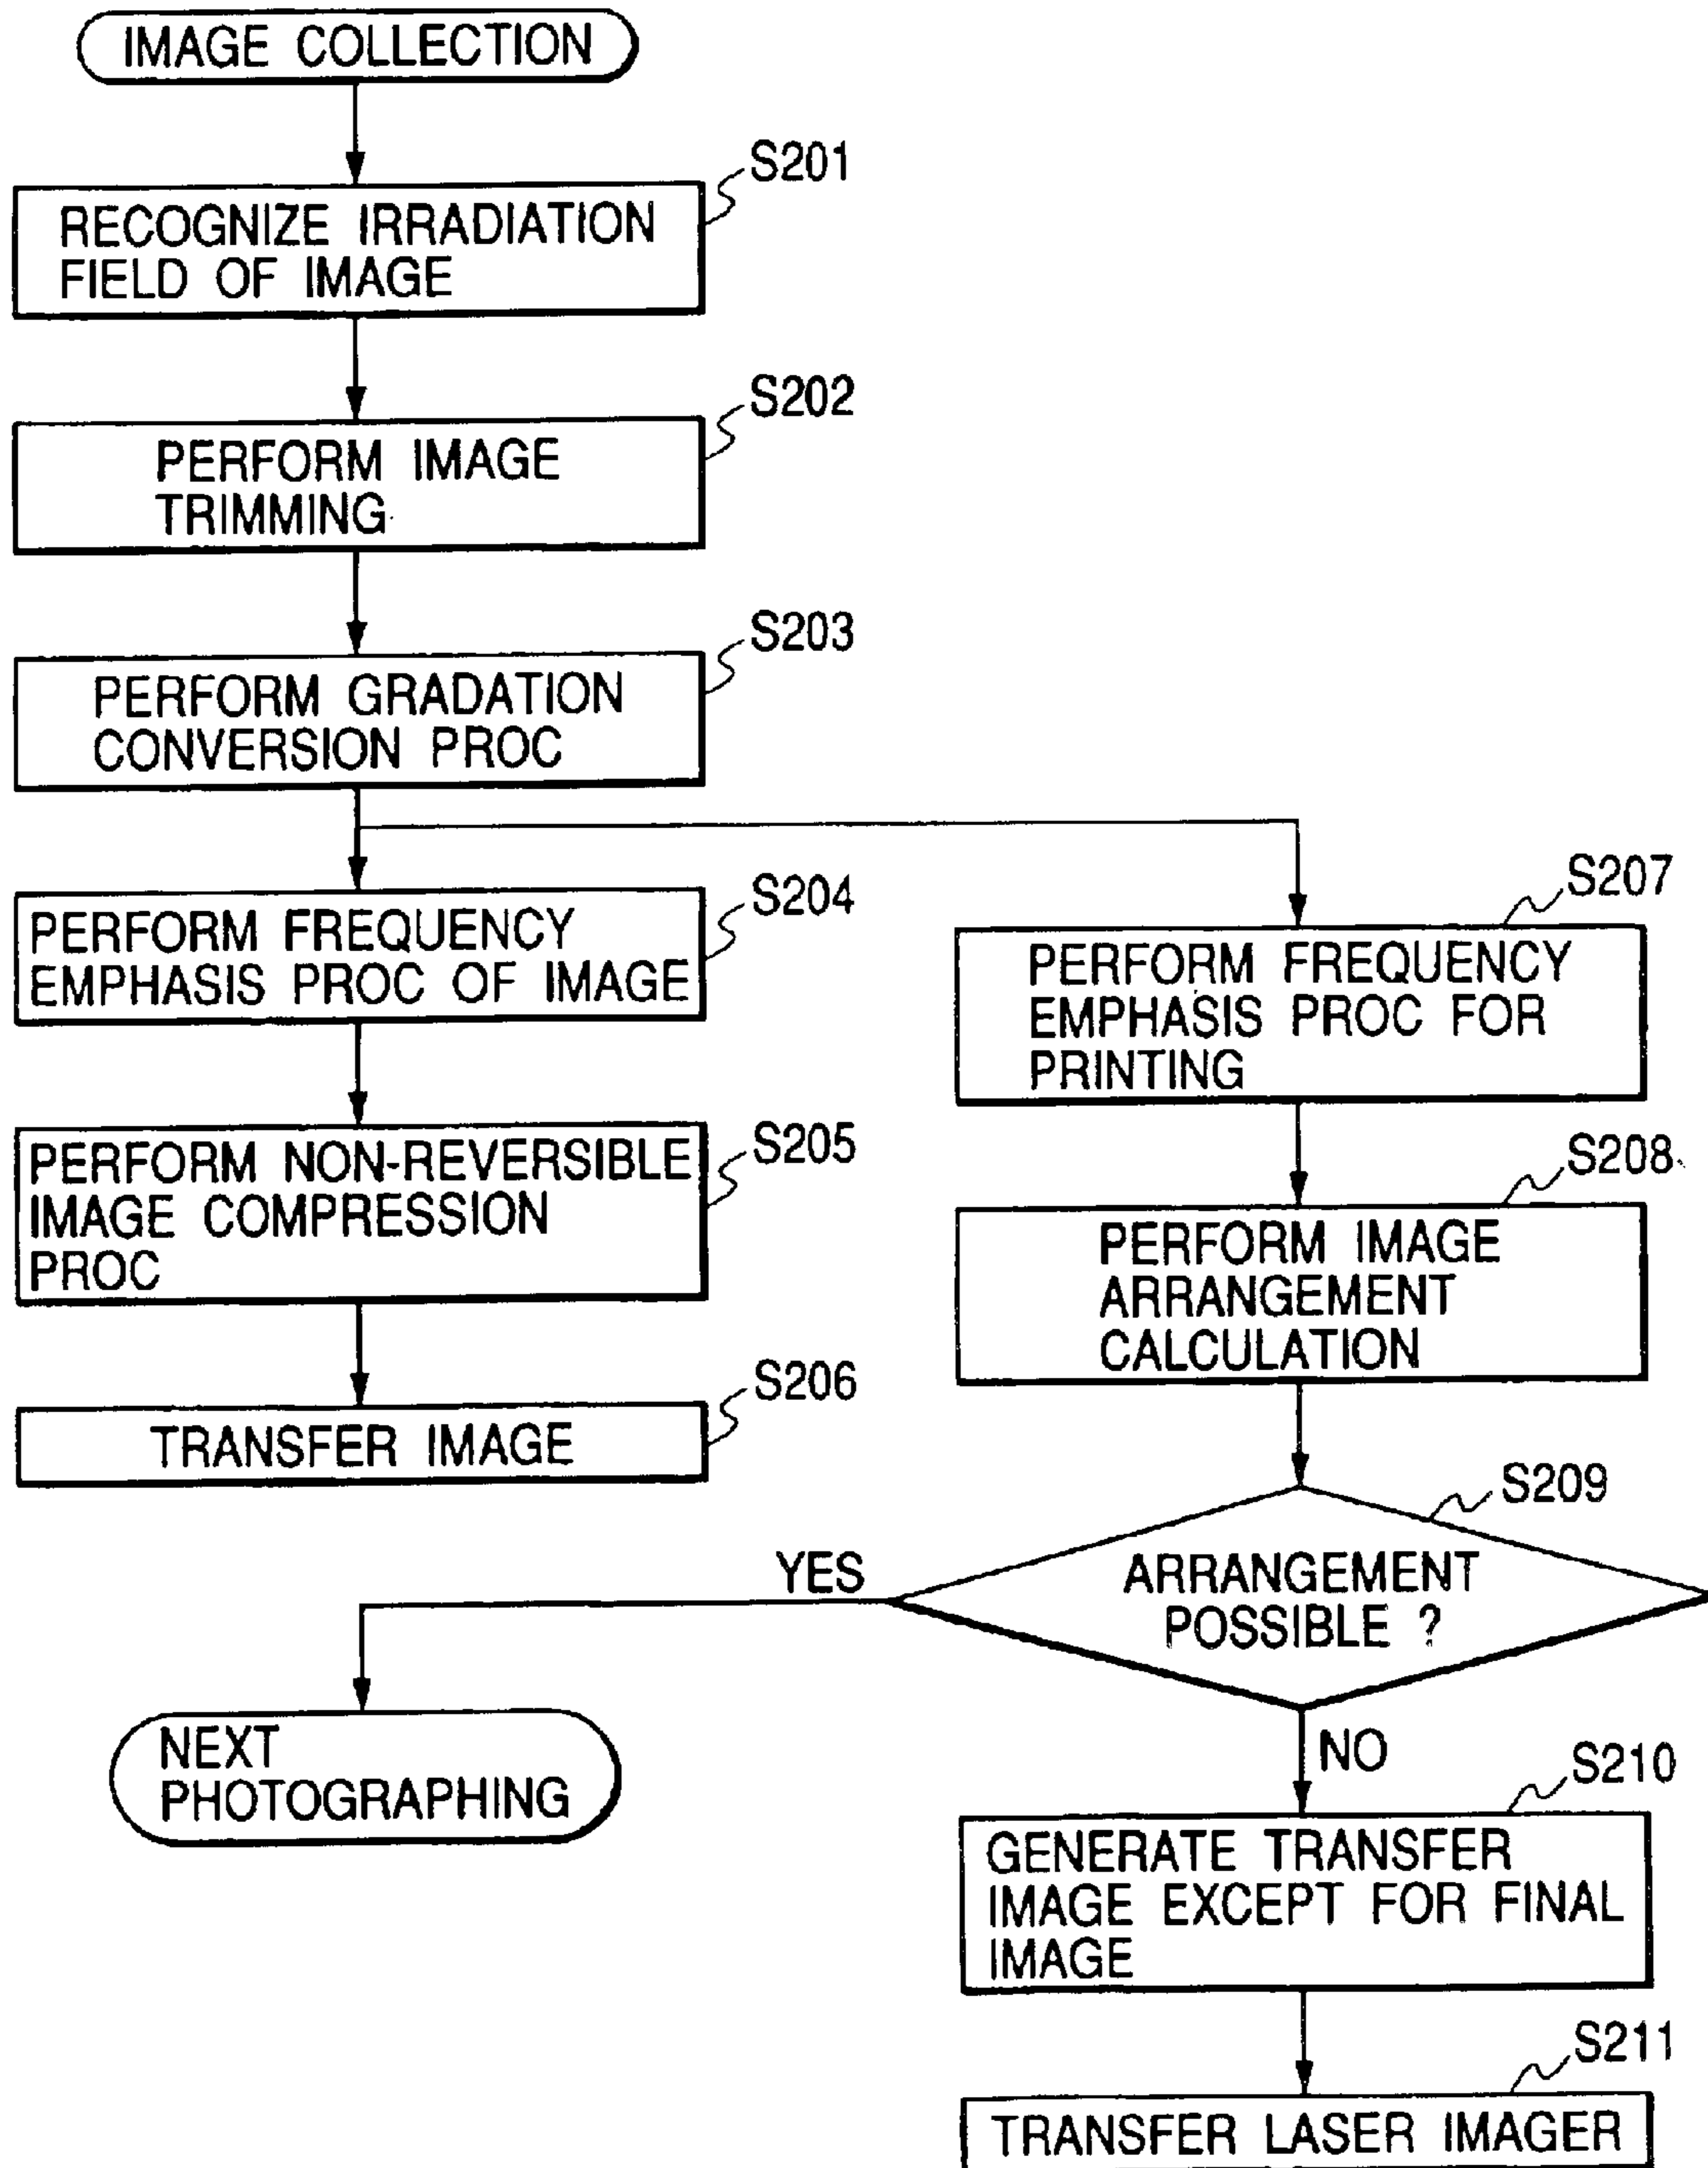 IMAGE COLLECTION
S201
RECOGNIZE IRRADIATION
FIELD OF IMAGE
S202
PERFORM IMAGE
TRIMMING
S203
PERFORM GRADATION
CONVERSION PROC
S204
PERFORM FREQUENCY
EMPHASIS PROC OF IMAGE
S205
PERFORM NON-REVERSIBLE
IMAGE COMPRESSION
PROC
S206
TRANSFER IMAGE
S207
PERFORM FREQUENCY
EMPHASIS PROC FOR
PRINTING
S208
PERFORM IMAGE
ARRANGEMENT
CALCULATION
S209
ARRANGEMENT
POSSIBLE ?
YES
NEXT
PHOTOGRAPHING
NO
S210
GENERATE TRANSFER
IMAGE EXCEPT FOR FINAL
IMAGE
S211
TRANSFER LASER IMAGER